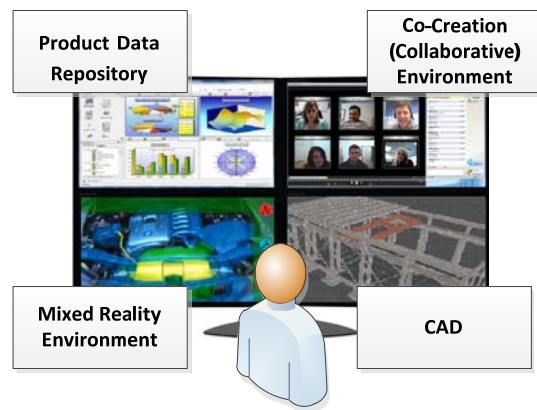 Product Data
Repository
Co-Creation
(Collaborative)
Environment
Mixed Reality
Environment
CAD